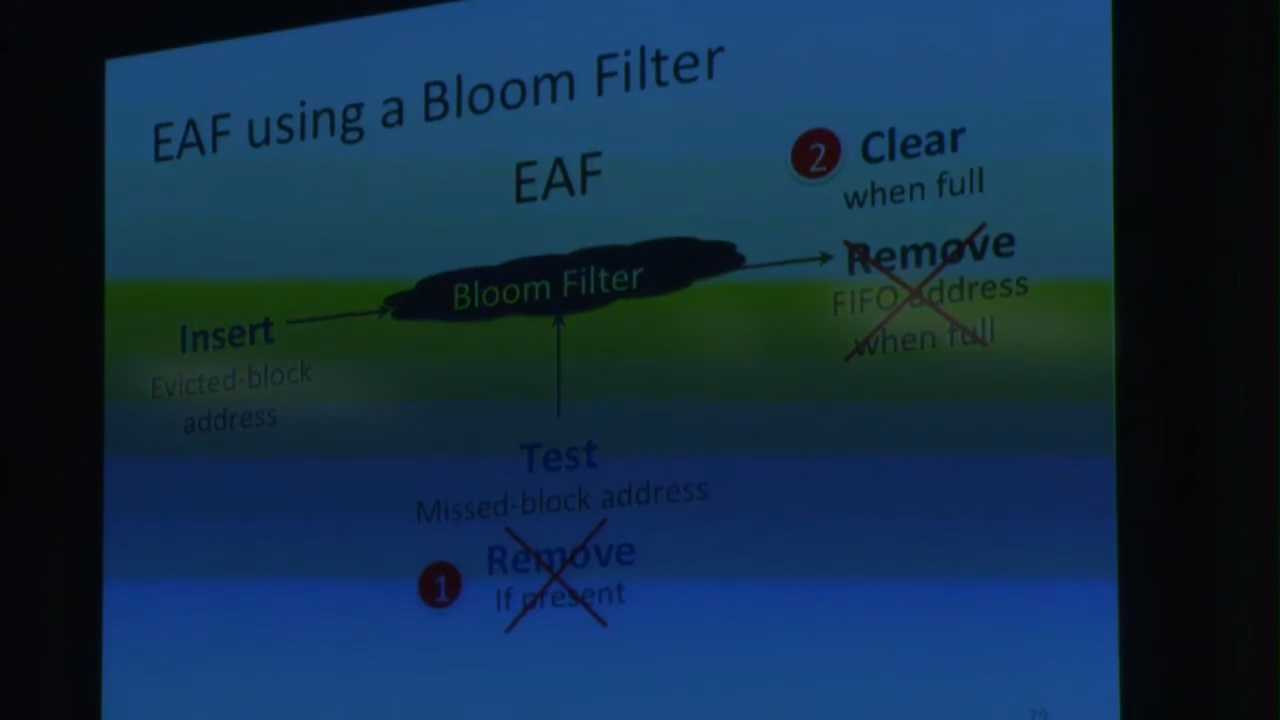 EAF using a Bloom Filter
EAF
2 Clear
when full
Remove
FIFO address
when full
Bloom Filter
Insert
Evicted-block
address
Test
Missed-block address
1 Remove
If present
79